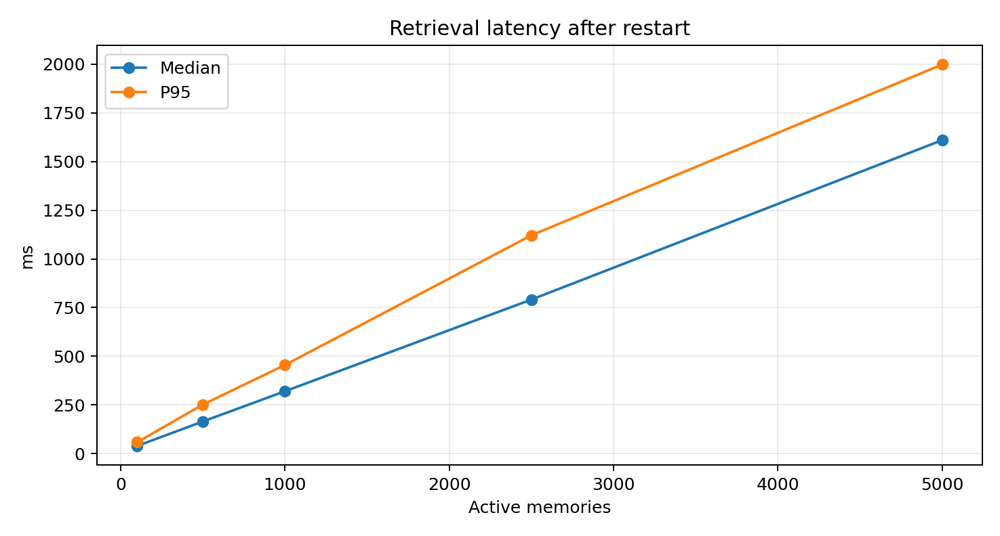 Retrieval latency after restart
Median
P95
2000
1750
1500
1250
1000
750
500
250
0
ms
0 1000 2000 3000 4000 5000
Active memories